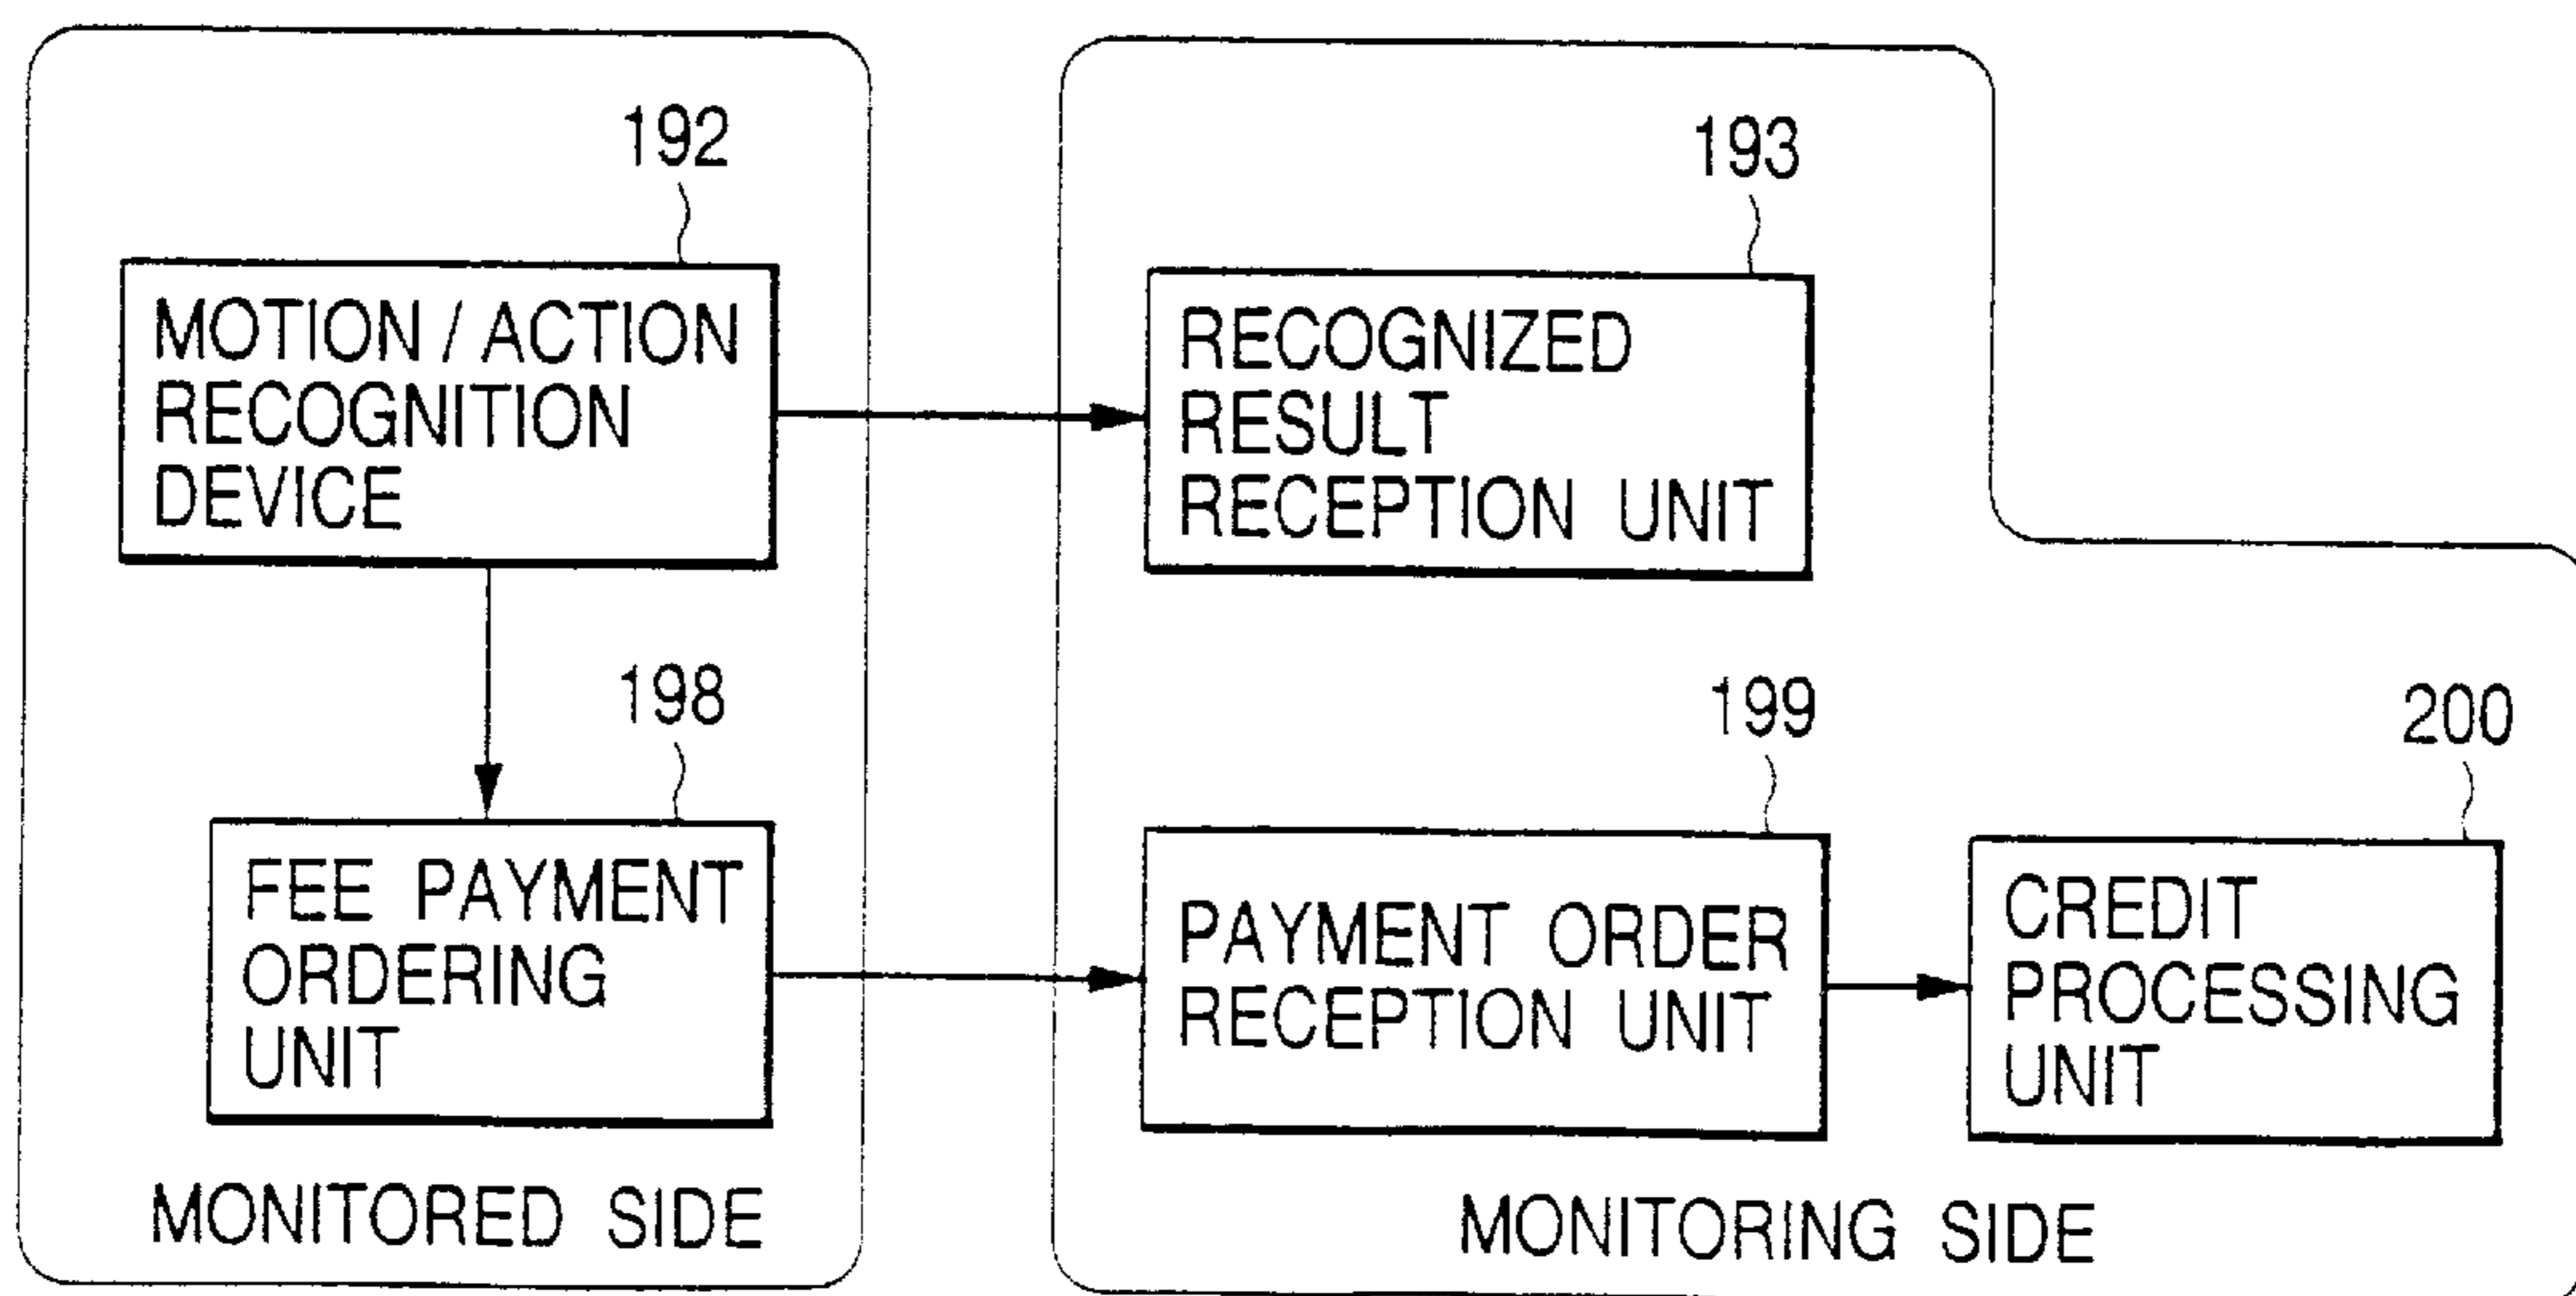 192
MOTION / ACTION
RECOGNITION
DEVICE
193
RECOGNIZED
RESULT
RECEPTION UNIT
198
FEE PAYMENT
ORDERING
UNIT
199
PAYMENT ORDER
RECEPTION UNIT
200
CREDIT
PROCESSING
UNIT
MONITORED SIDE
MONITORING SIDE